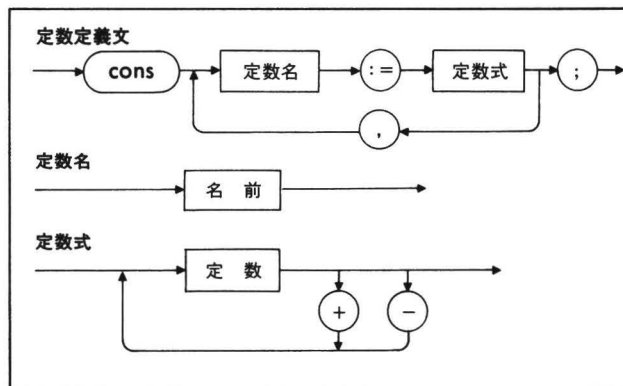 定数定義文
cons 定数名 := 定数式 ;
,
定数名
名 前
定数式
定 数
+ −